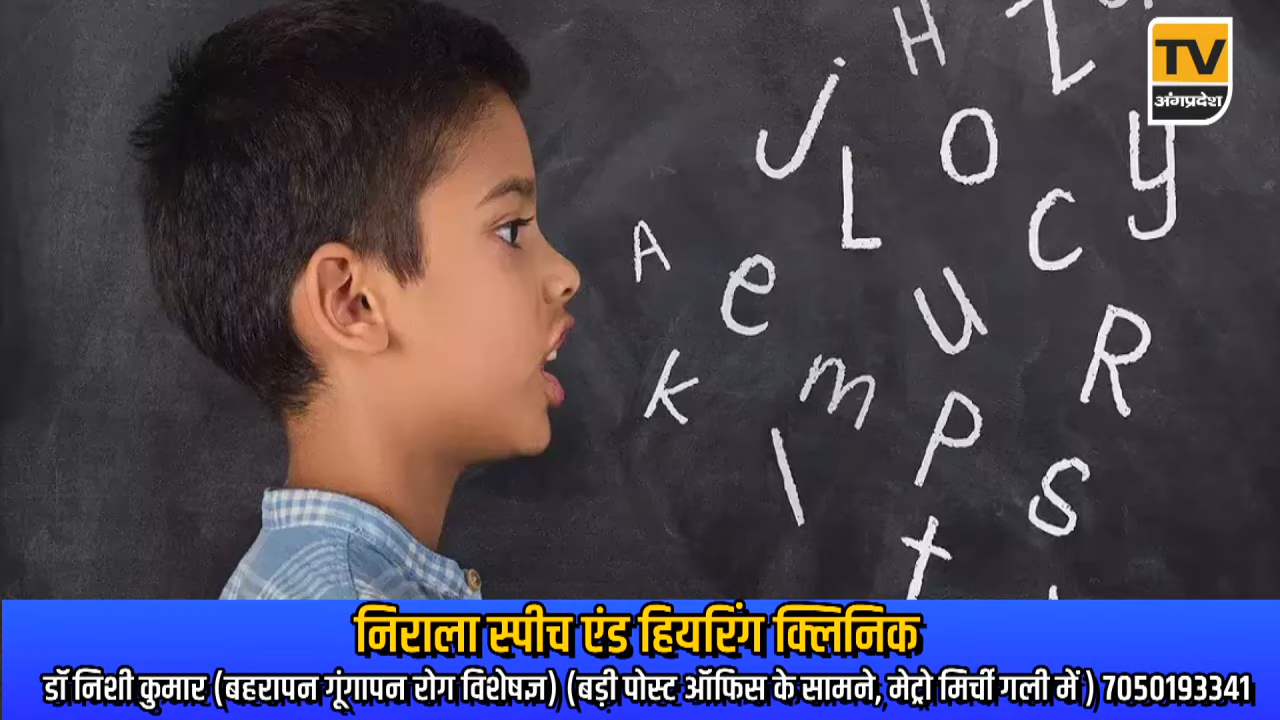 H
Z
TV
अंगप्रदेश
J
O
y
L
C
A
e
u
R
k
m
P
l
s
t
निराला स्पीच एंड हियरिंग क्लिनिक
डॉ निशी कुमार (बहरापन गूंगापन रोग विशेषज्ञ) (बड़ी पोस्ट ऑफिस के सामने, मेट्रो मिर्ची गली में ) 7050193341